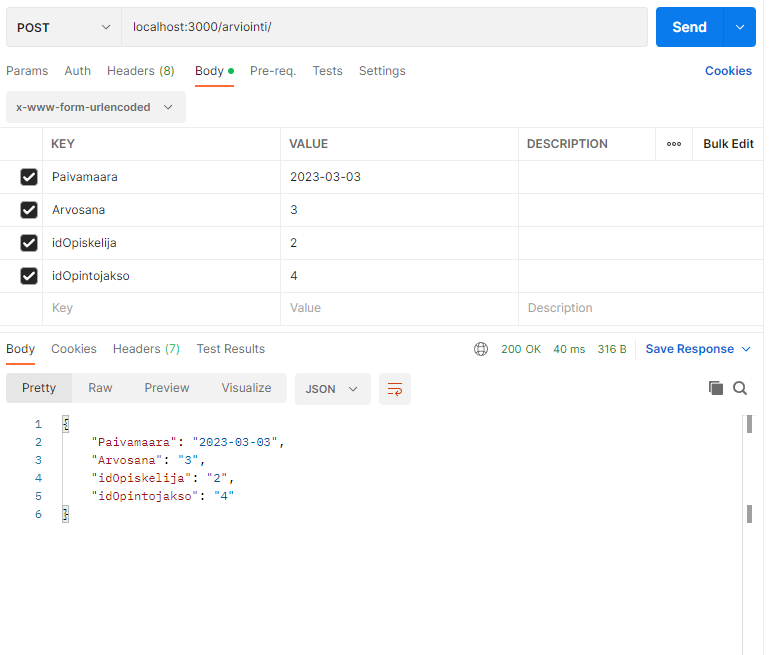 POST localhost:3000/arviointi/ Send
Params Auth Headers (8) Body Pre-req. Tests Settings Cookies
x-www-form-urlencoded
KEY VALUE DESCRIPTION ooo Bulk Edit
Paivamaara 2023-03-03
Arvosana 3
idOpiskelija 2
idOpintojakso 4
Key Value Description
Body Cookies Headers (7) Test Results 200 OK 40 ms 316 B Save Response
Pretty Raw Preview Visualize JSON
1 {
2 "Paivamaara": "2023-03-03",
3 "Arvosana": "3",
4 "idOpiskelija": "2",
5 "idOpintojakso": "4"
6 }